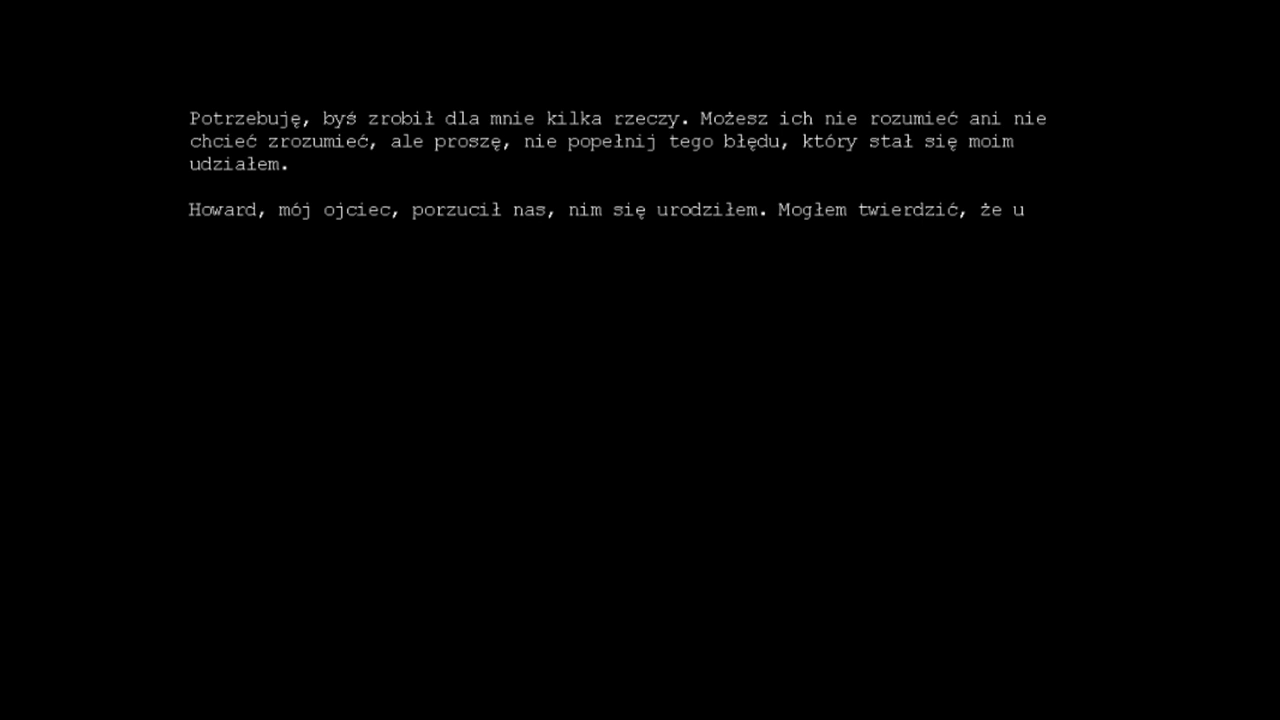 Potrzebuję, byś zrobił dla mnie kilka rzeczy. Możesz ich nie rozumieć ani nie
chcieć zrozumieć, ale proszę, nie popełnij tego błędu, który stał się moim
udziałem.
Howard, mój ojciec, porzucił nas, nim się urodziłem. Mogłem twierdzić, że u